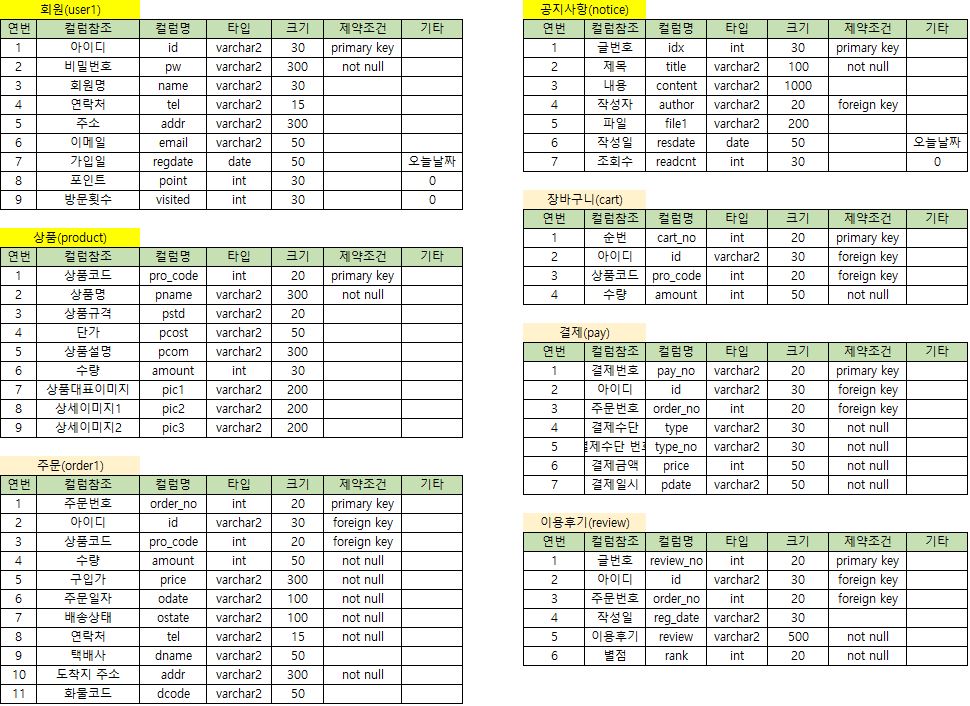 회원(user1)
연번 컬럼참조 컬럼명 타입 크기 제약조건 기타
1 아이디 id varchar2 30 primary key
2 비밀번호 pw varchar2 300 not null
3 회원명 name varchar2 30
4 연락처 tel varchar2 15
5 주소 addr varchar2 300
6 이메일 email varchar2 50
7 가입일 regdate date 50 오늘날짜
8 포인트 point int 30 0
9 방문횟수 visited int 30 0
상품(product)
연번 컬럼참조 컬럼명 타입 크기 제약조건 기타
1 상품코드 pro_code int 20 primary key
2 상품명 pname varchar2 300 not null
3 상품규격 pstd varchar2 20
4 단가 pcost varchar2 50
5 상품설명 pcom varchar2 300
6 수량 amount int 30
7 상품대표이미지 pic1 varchar2 200
8 상세이미지1 pic2 varchar2 200
9 상세이미지2 pic3 varchar2 200
주문(order1)
연번 컬럼참조 컬럼명 타입 크기 제약조건 기타
1 주문번호 order_no int 20 primary key
2 아이디 id varchar2 30 foreign key
3 상품코드 pro_code int 20 foreign key
4 수량 amount int 50 not null
5 구입가 price varchar2 300 not null
6 주문일자 odate varchar2 100 not null
7 배송상태 ostate varchar2 100 not null
8 연락처 tel varchar2 15 not null
9 택배사 dname varchar2 50
10 도착지 주소 addr varchar2 300 not null
11 화물코드 dcode varchar2 50
공지사항(notice)
연번 컬럼참조 컬럼명 타입 크기 제약조건 기타
1 글번호 idx int 30 primary key
2 제목 title varchar2 100 not null
3 내용 content varchar2 1000
4 작성자 author varchar2 20 foreign key
5 파일 file1 varchar2 200
6 작성일 resdate date 50 오늘날짜
7 조회수 readcnt int 30 0
장바구니(cart)
연번 컬럼참조 컬럼명 타입 크기 제약조건 기타
1 순번 cart_no int 20 primary key
2 아이디 id varchar2 30 foreign key
3 상품코드 pro_code int 20 foreign key
4 수량 amount int 50 not null
결제(pay)
연번 컬럼참조 컬럼명 타입 크기 제약조건 기타
1 결제번호 pay_no varchar2 20 primary key
2 아이디 id varchar2 30 foreign key
3 주문번호 order_no int 20 foreign key
4 결제수단 type varchar2 30 not null
5 결제수단 번호 type_no varchar2 30 not null
6 결제금액 price int 50 not null
7 결제일시 pdate varchar2 50 not null
이용후기(review)
연번 컬럼참조 컬럼명 타입 크기 제약조건 기타
1 글번호 review_no int 20 primary key
2 아이디 id varchar2 30 foreign key
3 주문번호 order_no int 20 foreign key
4 작성일 reg_date varchar2 30
5 이용후기 review varchar2 500 not null
6 별점 rank int 20 not null